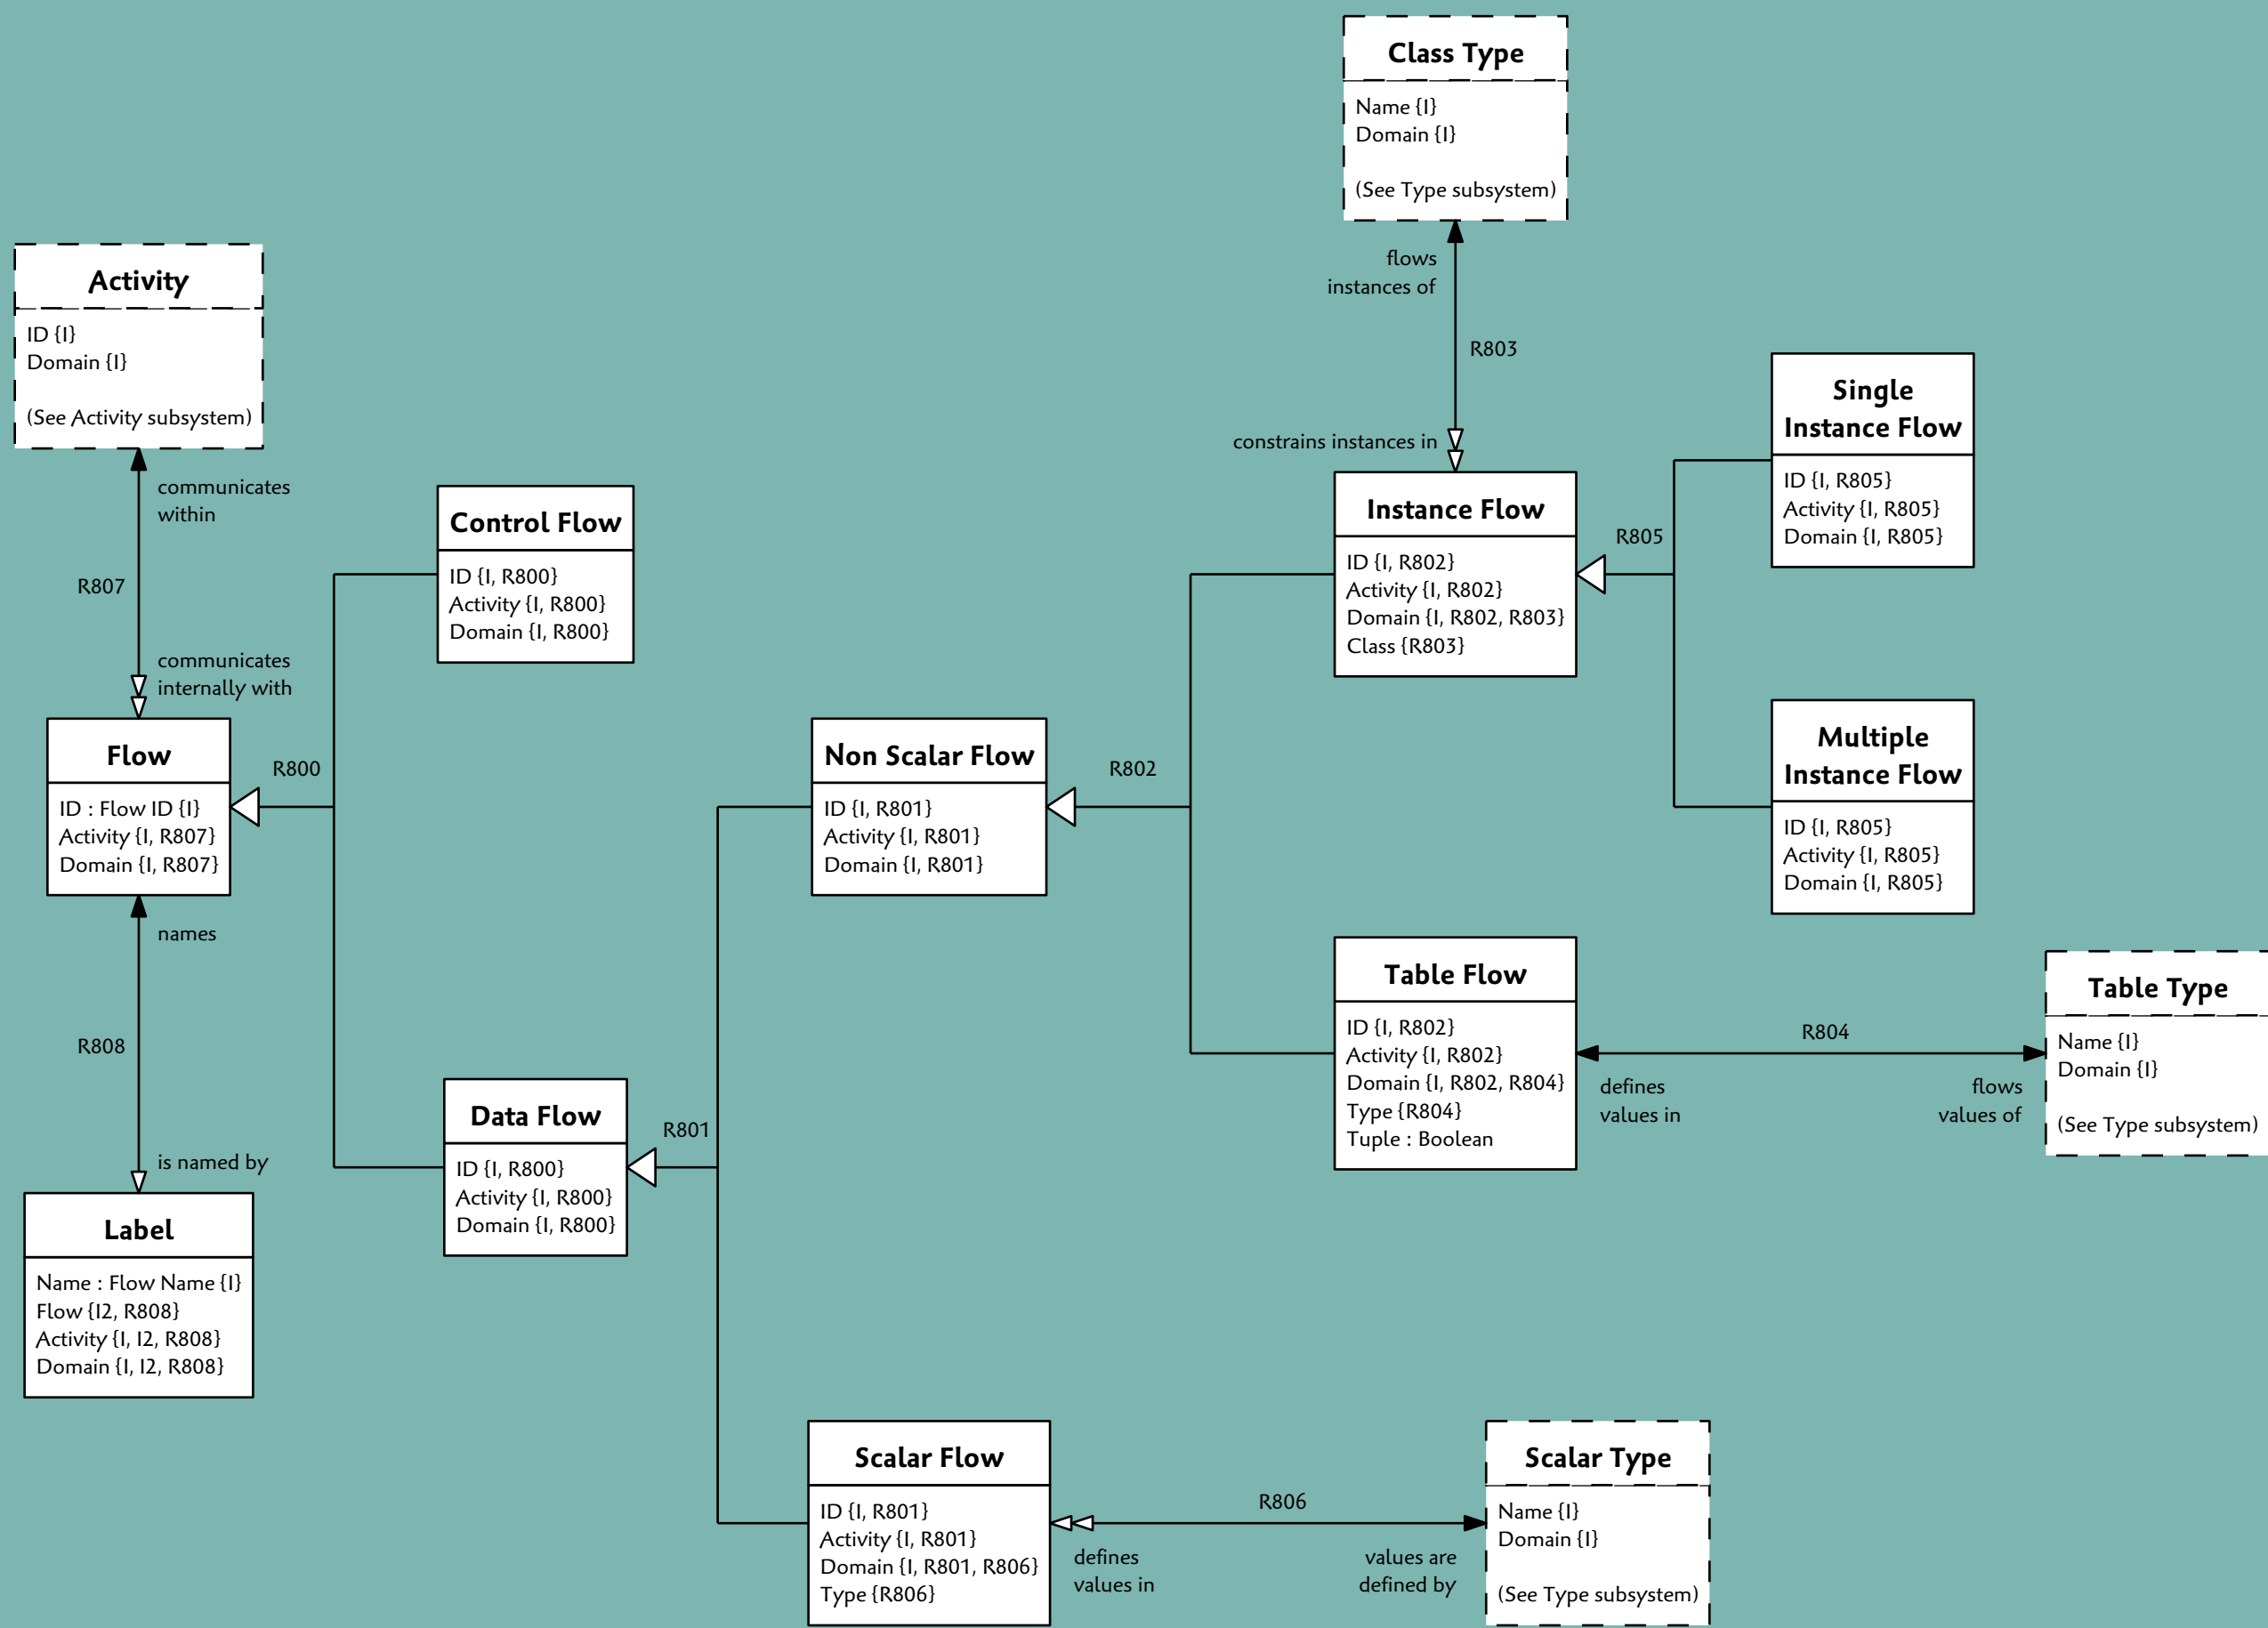 Class Type
Name {I}
Domain {I}
(See Type subsystem)
flows
instances of
R803
constrains instances in
Activity
ID {I}
Domain {I}
(See Activity subsystem)
communicates
within
R807
communicates
internally with
Control Flow
ID {I, R800}
Activity {I, R800}
Domain {I, R800}
Instance Flow
ID {I, R802}
Activity {I, R802}
Domain {I, R802, R803}
Class {R803}
R805
Single
Instance Flow
ID {I, R805}
Activity {I, R805}
Domain {I, R805}
Multiple
Instance Flow
ID {I, R805}
Activity {I, R805}
Domain {I, R805}
Flow
ID : Flow ID {I}
Activity {I, R807}
Domain {I, R807}
R800
Non Scalar Flow
ID {I, R801}
Activity {I, R801}
Domain {I, R801}
R802
names
R808
is named by
Label
Name : Flow Name {I}
Flow {I2, R808}
Activity {I, I2, R808}
Domain {I, I2, R808}
Data Flow
ID {I, R800}
Activity {I, R800}
Domain {I, R800}
R801
Table Flow
ID {I, R802}
Activity {I, R802}
Domain {I, R802, R804}
Type {R804}
Tuple : Boolean
R804
defines
values in
flows
values of
Table Type
Name {I}
Domain {I}
(See Type subsystem)
Scalar Flow
ID {I, R801}
Activity {I, R801}
Domain {I, R801, R806}
Type {R806}
R806
defines
values in
values are
defined by
Scalar Type
Name {I}
Domain {I}
(See Type subsystem)